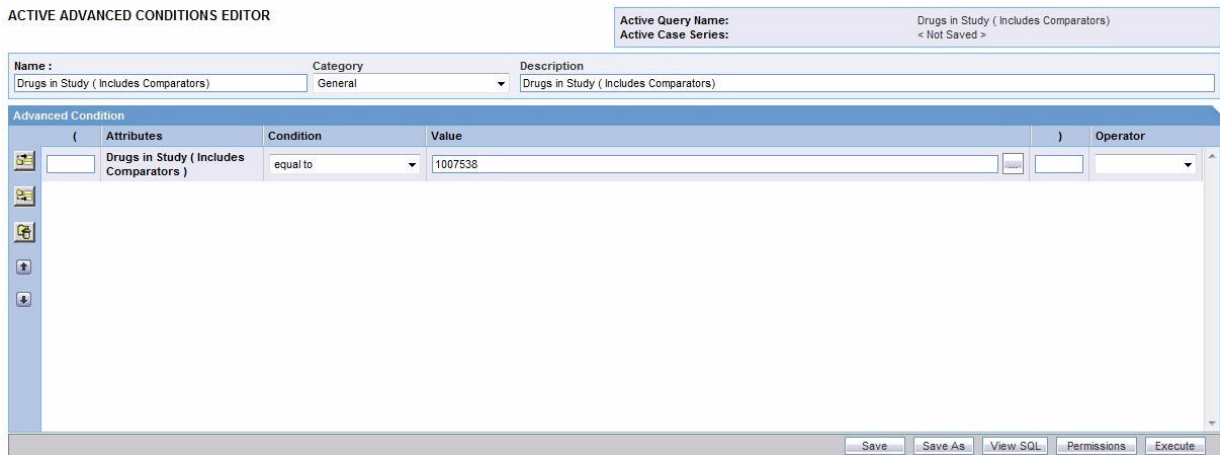 ACTIVE ADVANCED CONDITIONS EDITOR
Active Query Name: Drugs in Study ( Includes Comparators)
Active Case Series: < Not Saved >
Name : Category Description
Drugs in Study ( Includes Comparators) General Drugs in Study ( Includes Comparators)
Advanced Condition
( Attributes Condition Value ) Operator
Drugs in Study ( Includes
Comparators ) equal to 1007538 ...
Save Save As View SQL Permissions Execute